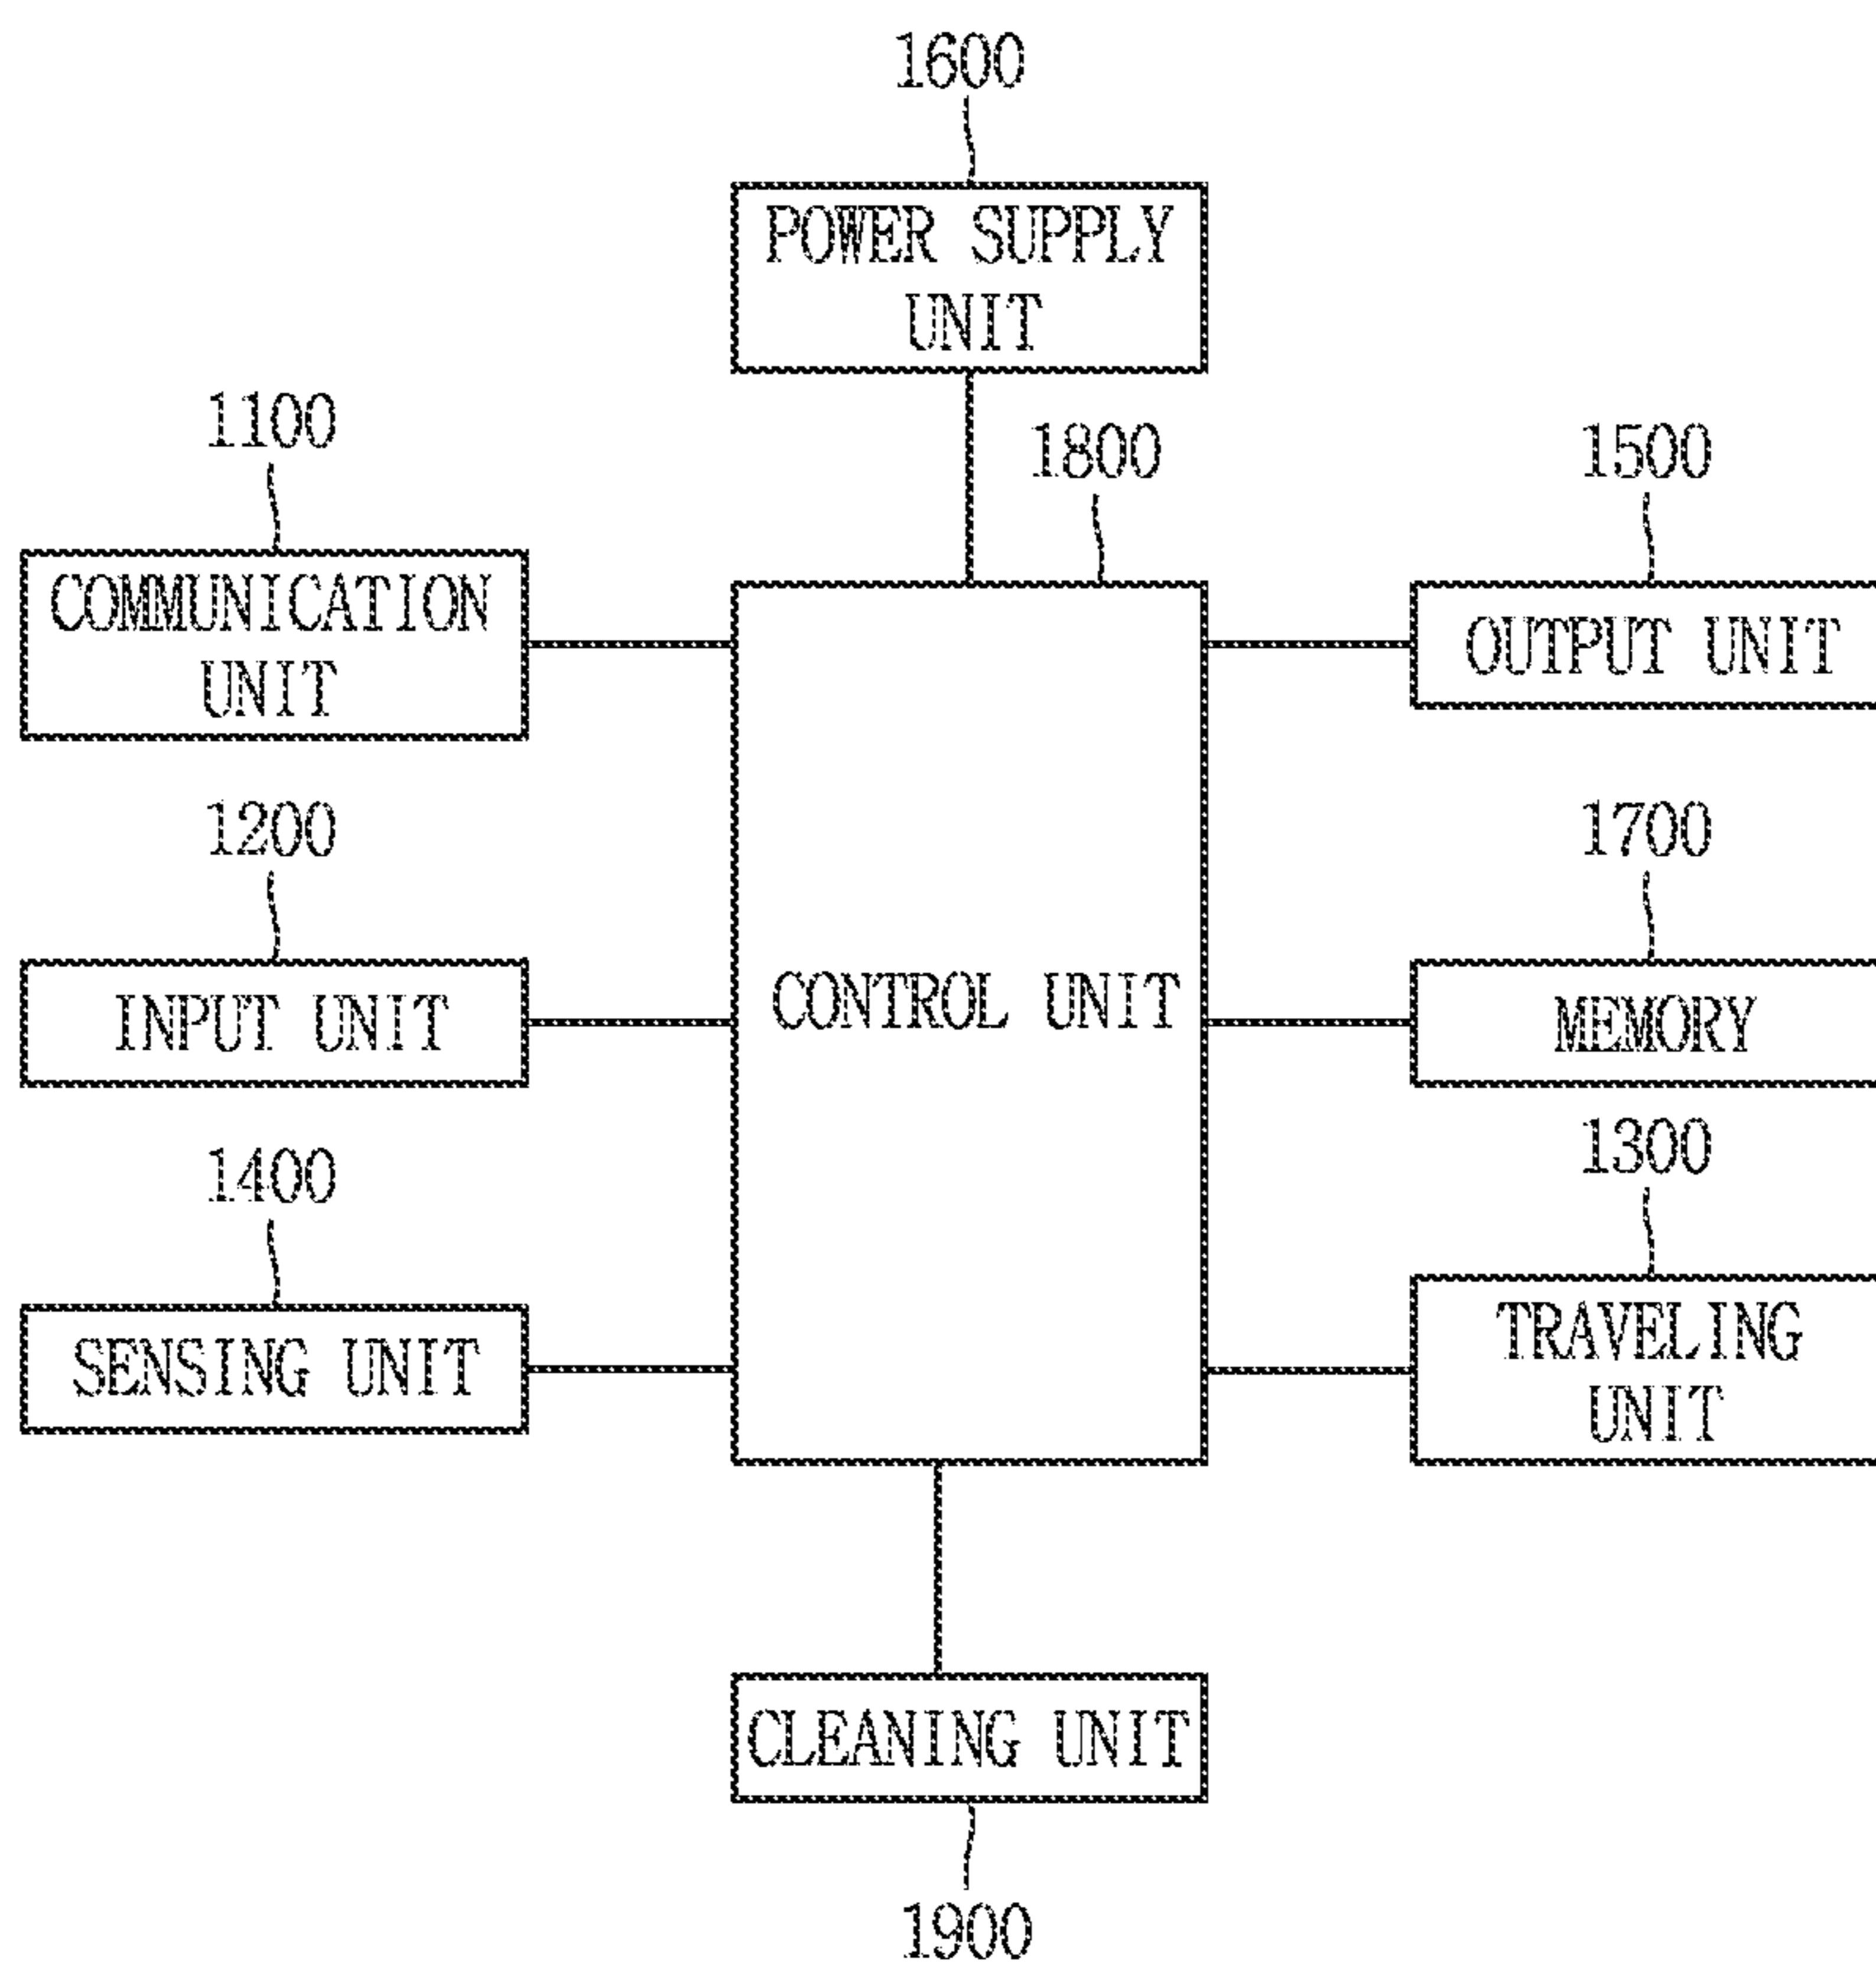 1600
POWER SUPPLY
UNIT
1100
1800
1500
COMMUNICATION
UNIT
OUTPUT UNIT
1200
1700
INPUT UNIT
CONTROL UNIT
MEMORY
1400
1300
SENSING UNIT
TRAVELING
UNIT
CLEANING UNIT
1900